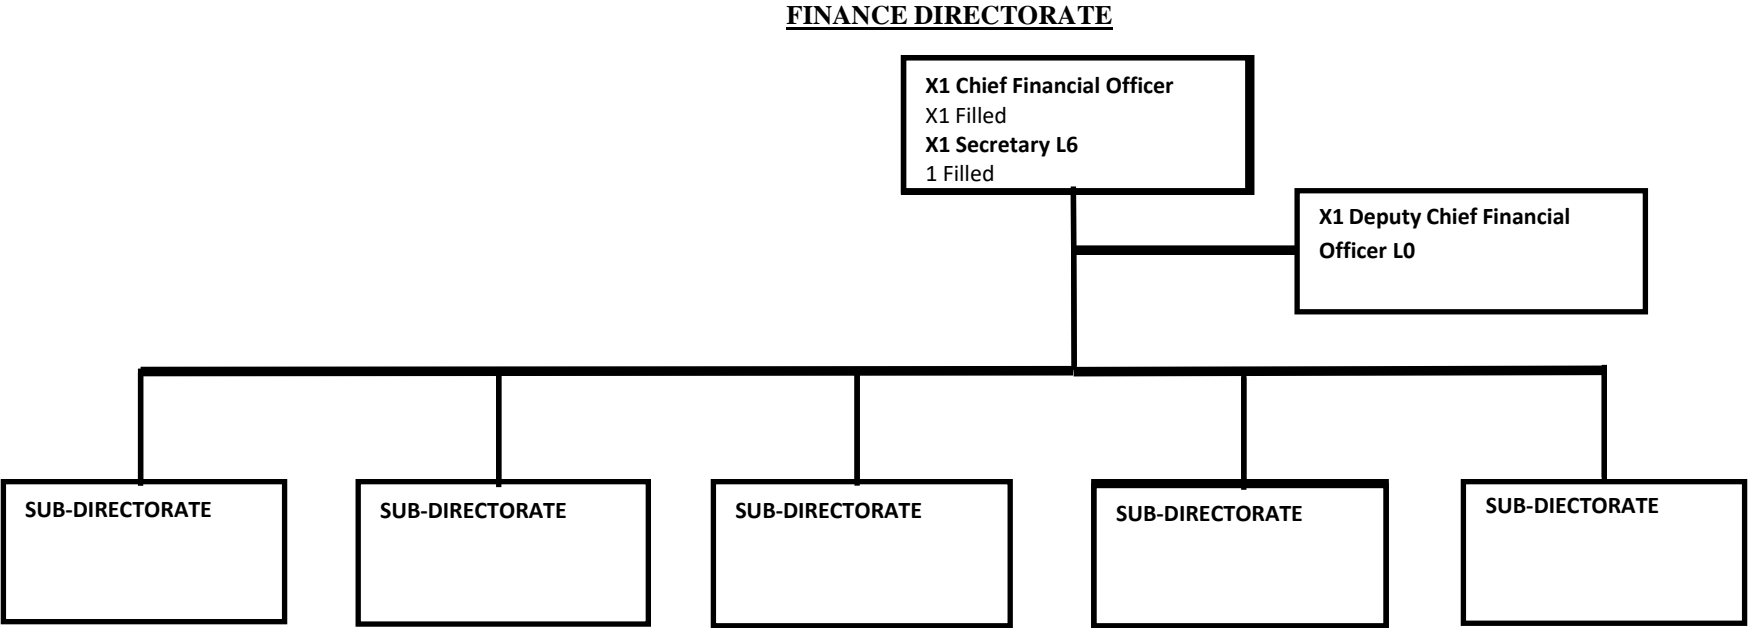 FINANCE DIRECTORATE
X1 Chief Financial Officer
X1 Filled
X1 Secretary L6
1 Filled
X1 Deputy Chief Financial
Officer L0
SUB-DIRECTORATE
SUB-DIRECTORATE
SUB-DIRECTORATE
SUB-DIRECTORATE
SUB-DIECTORATE